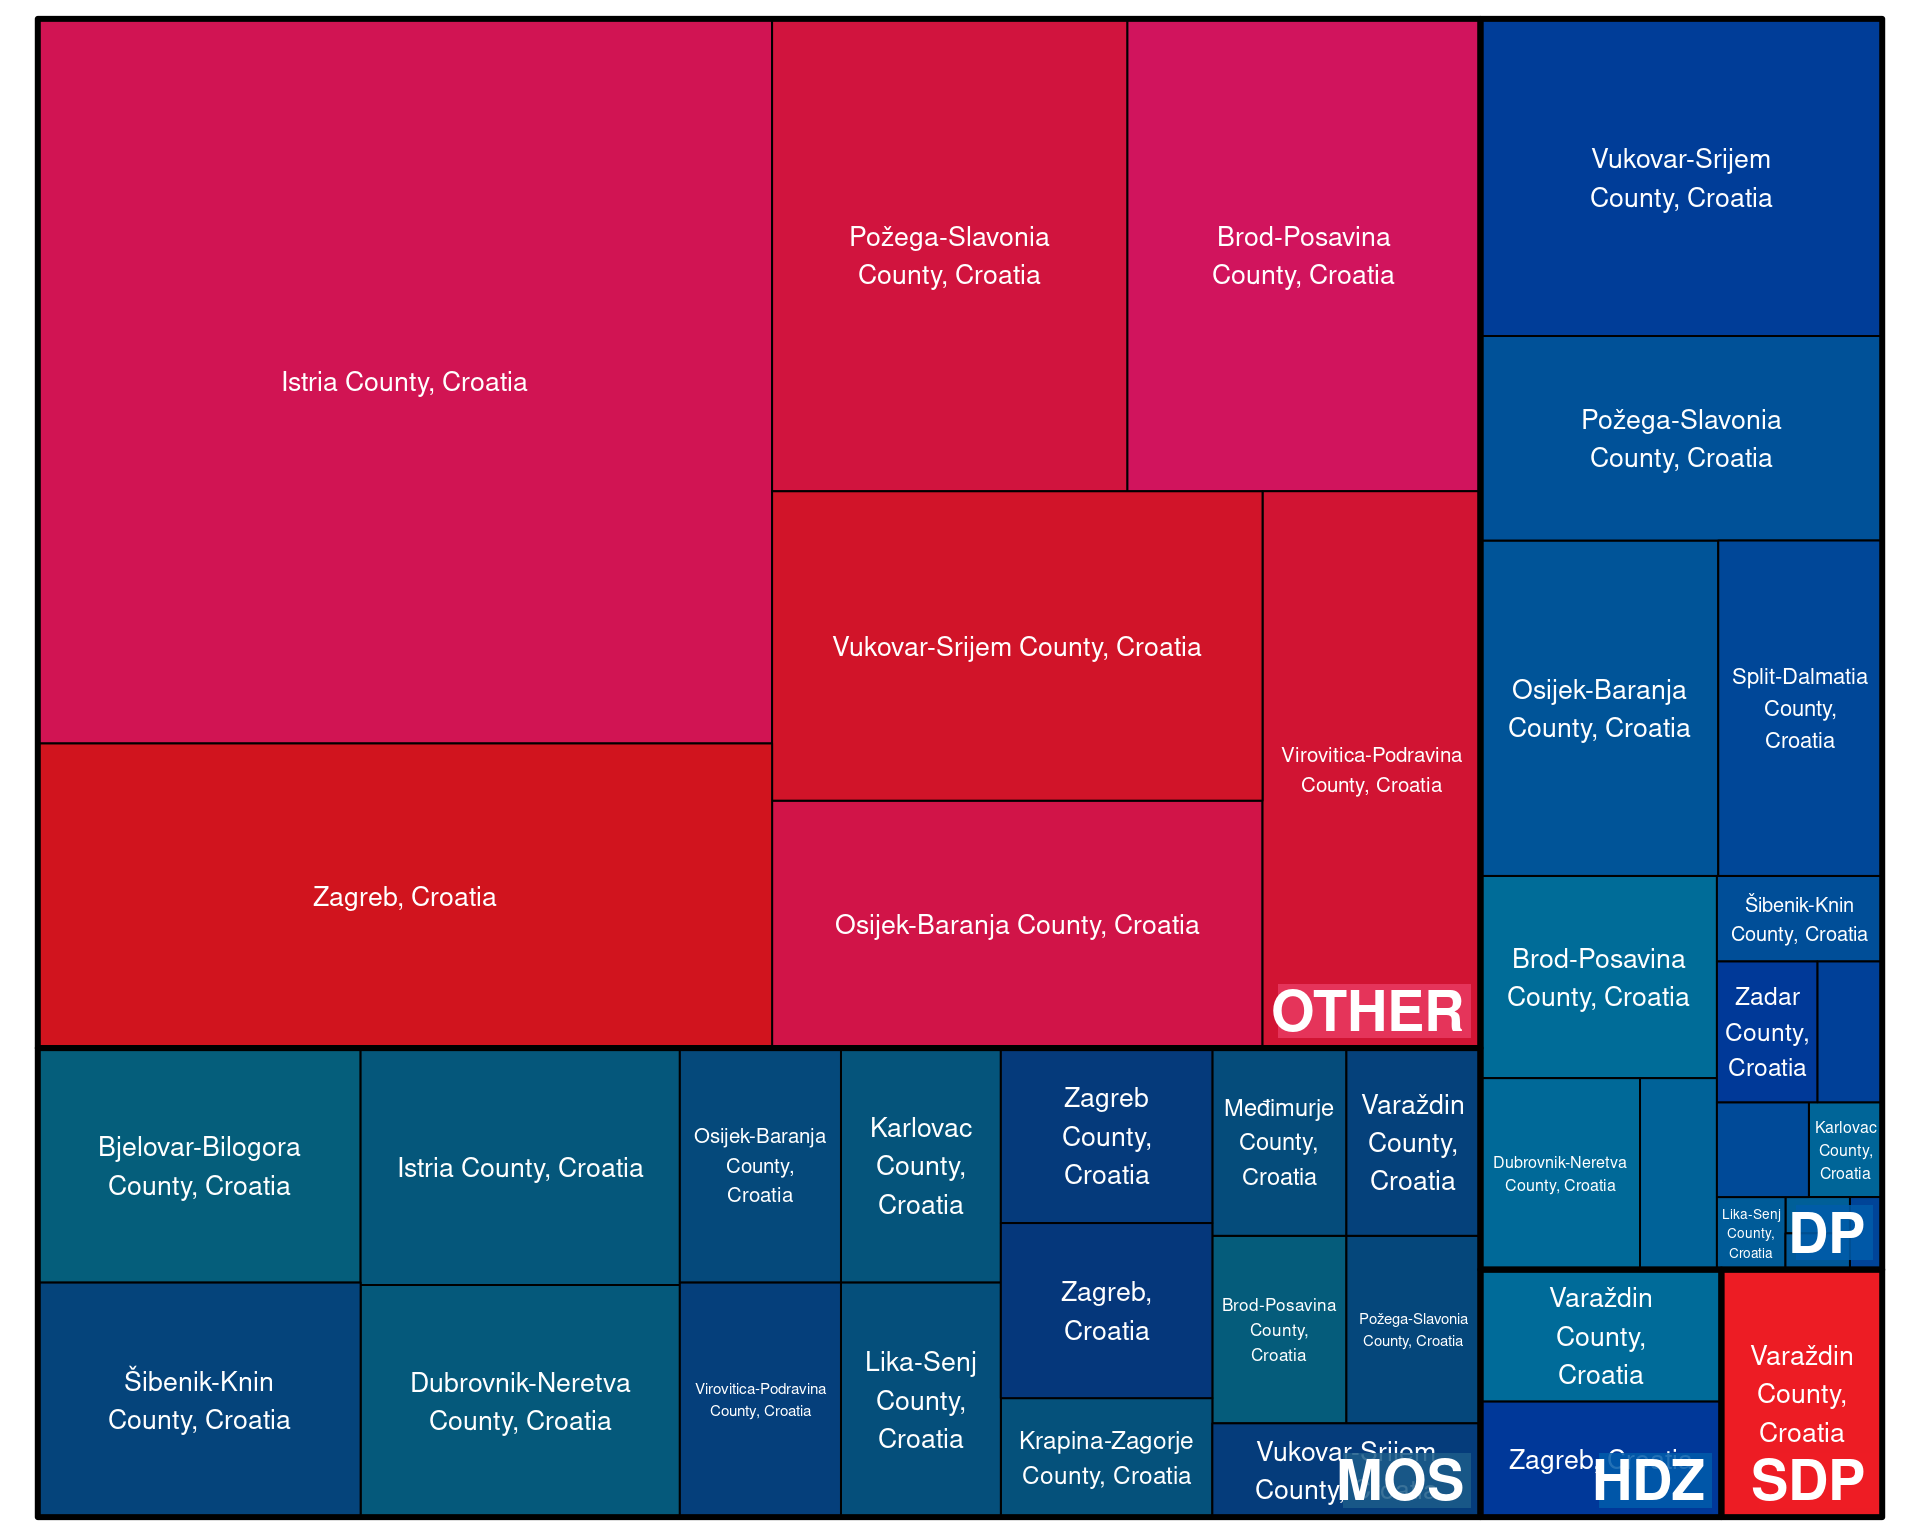 Istria County, Croatia
Zagreb, Croatia
Požega-Slavonia
County, Croatia
Brod-Posavina
County, Croatia
Vukovar-Srijem County, Croatia
Osijek-Baranja County, Croatia
Virovitica-Podravina
County, Croatia
OTHER
Bjelovar-Bilogora
County, Croatia
Šibenik-Knin
County, Croatia
Istria County, Croatia
Dubrovnik-Neretva
County, Croatia
Osijek-Baranja
County,
Croatia
Virovitica-Podravina
County, Croatia
Karlovac
County,
Croatia
Lika-Senj
County,
Croatia
Zagreb
County,
Croatia
Zagreb,
Croatia
Krapina-Zagorje
County, Croatia
Međimurje
County,
Croatia
Varaždin
County,
Croatia
Brod-Posavina
County,
Croatia
Požega-Slavonia
County, Croatia
Vukovar-Srijem
County, Croatia
MOS
Vukovar-Srijem
County, Croatia
Požega-Slavonia
County, Croatia
Osijek-Baranja
County, Croatia
Split-Dalmatia
County,
Croatia
Brod-Posavina
County, Croatia
Šibenik-Knin
County, Croatia
Zadar
County,
Croatia
Dubrovnik-Neretva
County, Croatia
Karlovac
County,
Croatia
Lika-Senj
County,
Croatia
DP
Varaždin
County,
Croatia
Zagreb, Croatia
HDZ
Varaždin
County,
Croatia
SDP